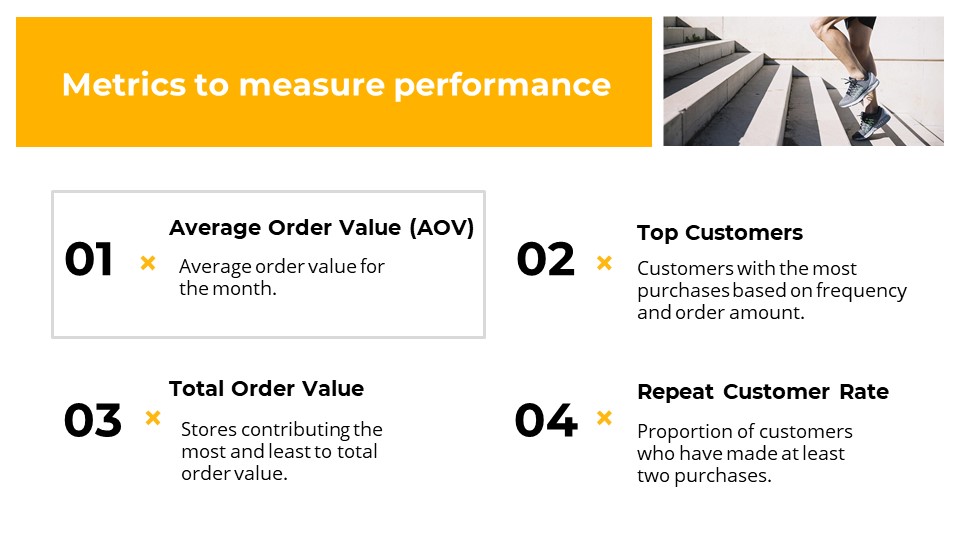 Metrics to measure performance
01
×
Average Order Value (AOV)
Average order value for
the month.
02
×
Top Customers
Customers with the most
purchases based on frequency
and order amount.
03
×
Total Order Value
Stores contributing the
most and least to total
order value.
04
×
Repeat Customer Rate
Proportion of customers
who have made at least
two purchases.